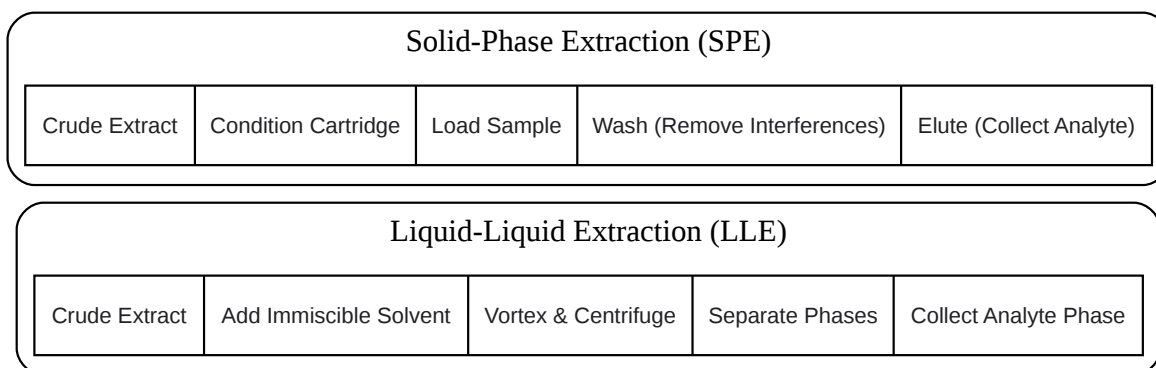 Solid-Phase Extraction (SPE)
Crude Extract
Condition Cartridge
Load Sample
Wash (Remove Interferences)
Elute (Collect Analyte)
Liquid-Liquid Extraction (LLE)
Crude Extract
Add Immiscible Solvent
Vortex & Centrifuge
Separate Phases
Collect Analyte Phase